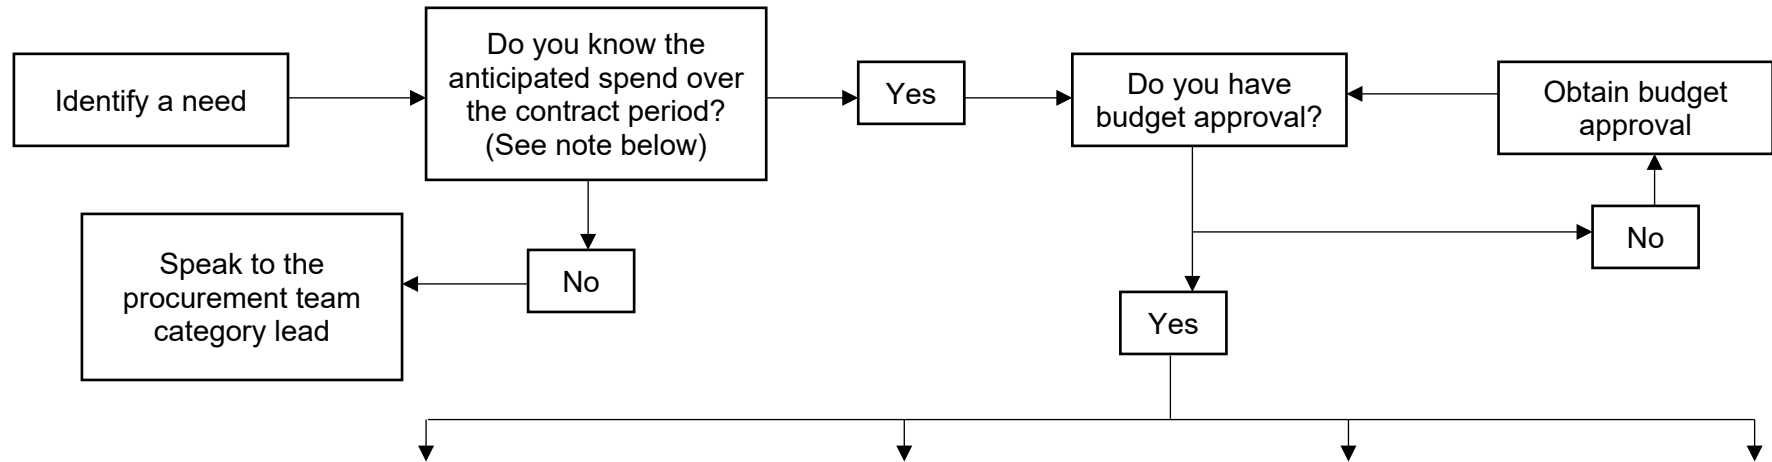 Identify a need
Do you know the
anticipated spend over
the contract period?
(See note below)
Yes
Do you have
budget approval?
Obtain budget
approval
No
Speak to the
procurement team
category lead
No
Yes